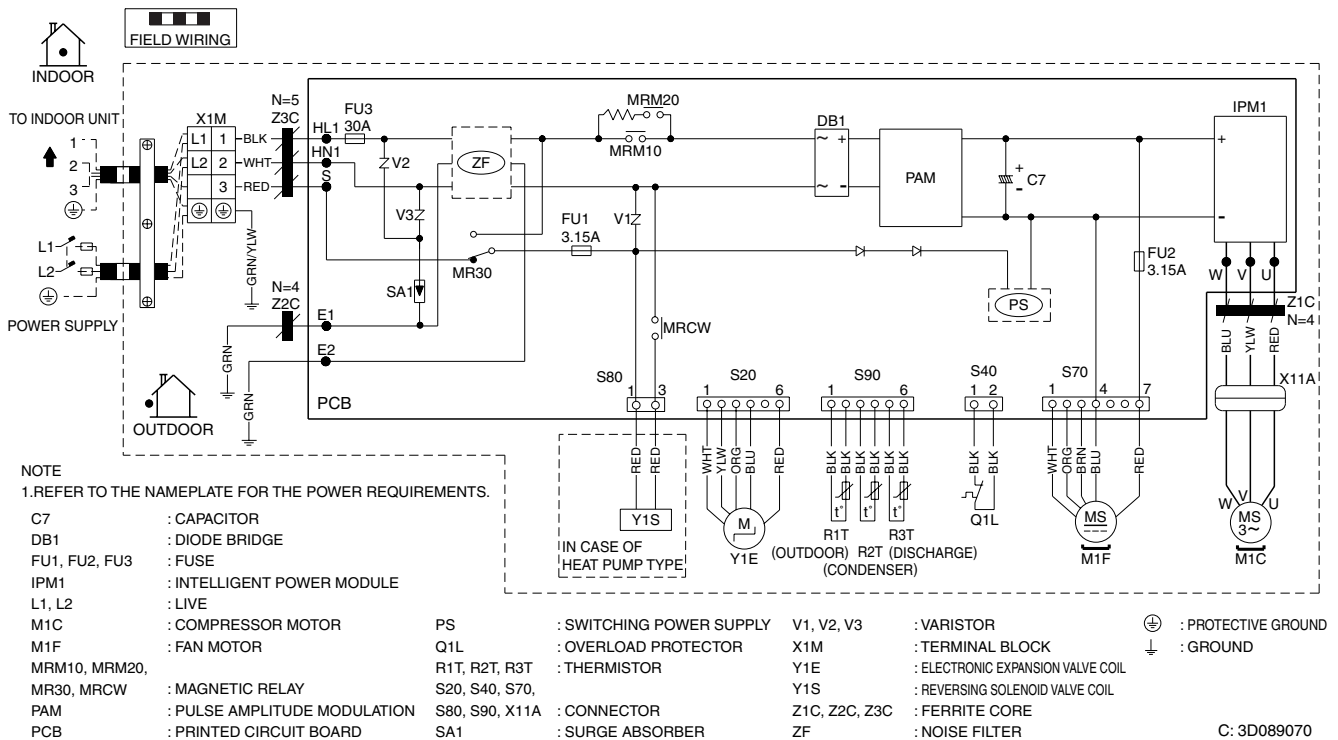 FIELD WIRING
INDOOR
TO INDOOR UNIT
1
2
3
L1
L2
POWER SUPPLY
OUTDOOR
X1M
L1 1
L2 2
3
BLK
WHT
RED
GRN/YLW
N=5
Z3C
N=4
Z2C
GRN
GRN
HL1
HN1
S
E1
E2
PCB
FU3
30A
V2
V3
SA1
ZF
MR30
MRM20
MRM10
FU1
3.15A
V1
MRCW
DB1
~ +
~ -
PAM
+
-
C7
PS
FU2
3.15A
IPM1
+
-
W V U
Z1C
N=4
BLU
YLW
RED
X11A
W V U
MS
3~
M1C
S80
1 3
RED
RED
Y1S
IN CASE OF
HEAT PUMP TYPE
S20
1 6
WHT
YLW
ORG
BLU
RED
M
Y1E
S90
1 6
BLK
BLK
BLK
BLK
BLK
BLK
t°
t°
t°
R1T
(OUTDOOR)
R2T
(CONDENSER)
R3T
(DISCHARGE)
S40
1 2
BLK
BLK
Q1L
S70
1 4 7
WHT
ORG
BRN
BLU
RED
MS
M1F
NOTE
1.REFER TO THE NAMEPLATE FOR THE POWER REQUIREMENTS.
C7 : CAPACITOR
DB1 : DIODE BRIDGE
FU1, FU2, FU3 : FUSE
IPM1 : INTELLIGENT POWER MODULE
L1, L2 : LIVE
M1C : COMPRESSOR MOTOR
M1F : FAN MOTOR
MRM10, MRM20,
MR30, MRCW : MAGNETIC RELAY
PAM : PULSE AMPLITUDE MODULATION
PCB : PRINTED CIRCUIT BOARD
PS : SWITCHING POWER SUPPLY
Q1L : OVERLOAD PROTECTOR
R1T, R2T, R3T : THERMISTOR
S20, S40, S70,
S80, S90, X11A : CONNECTOR
SA1 : SURGE ABSORBER
V1, V2, V3 : VARISTOR
X1M : TERMINAL BLOCK
Y1E : ELECTRONIC EXPANSION VALVE COIL
Y1S : REVERSING SOLENOID VALVE COIL
Z1C, Z2C, Z3C : FERRITE CORE
ZF : NOISE FILTER
: PROTECTIVE GROUND
: GROUND
C: 3D089070